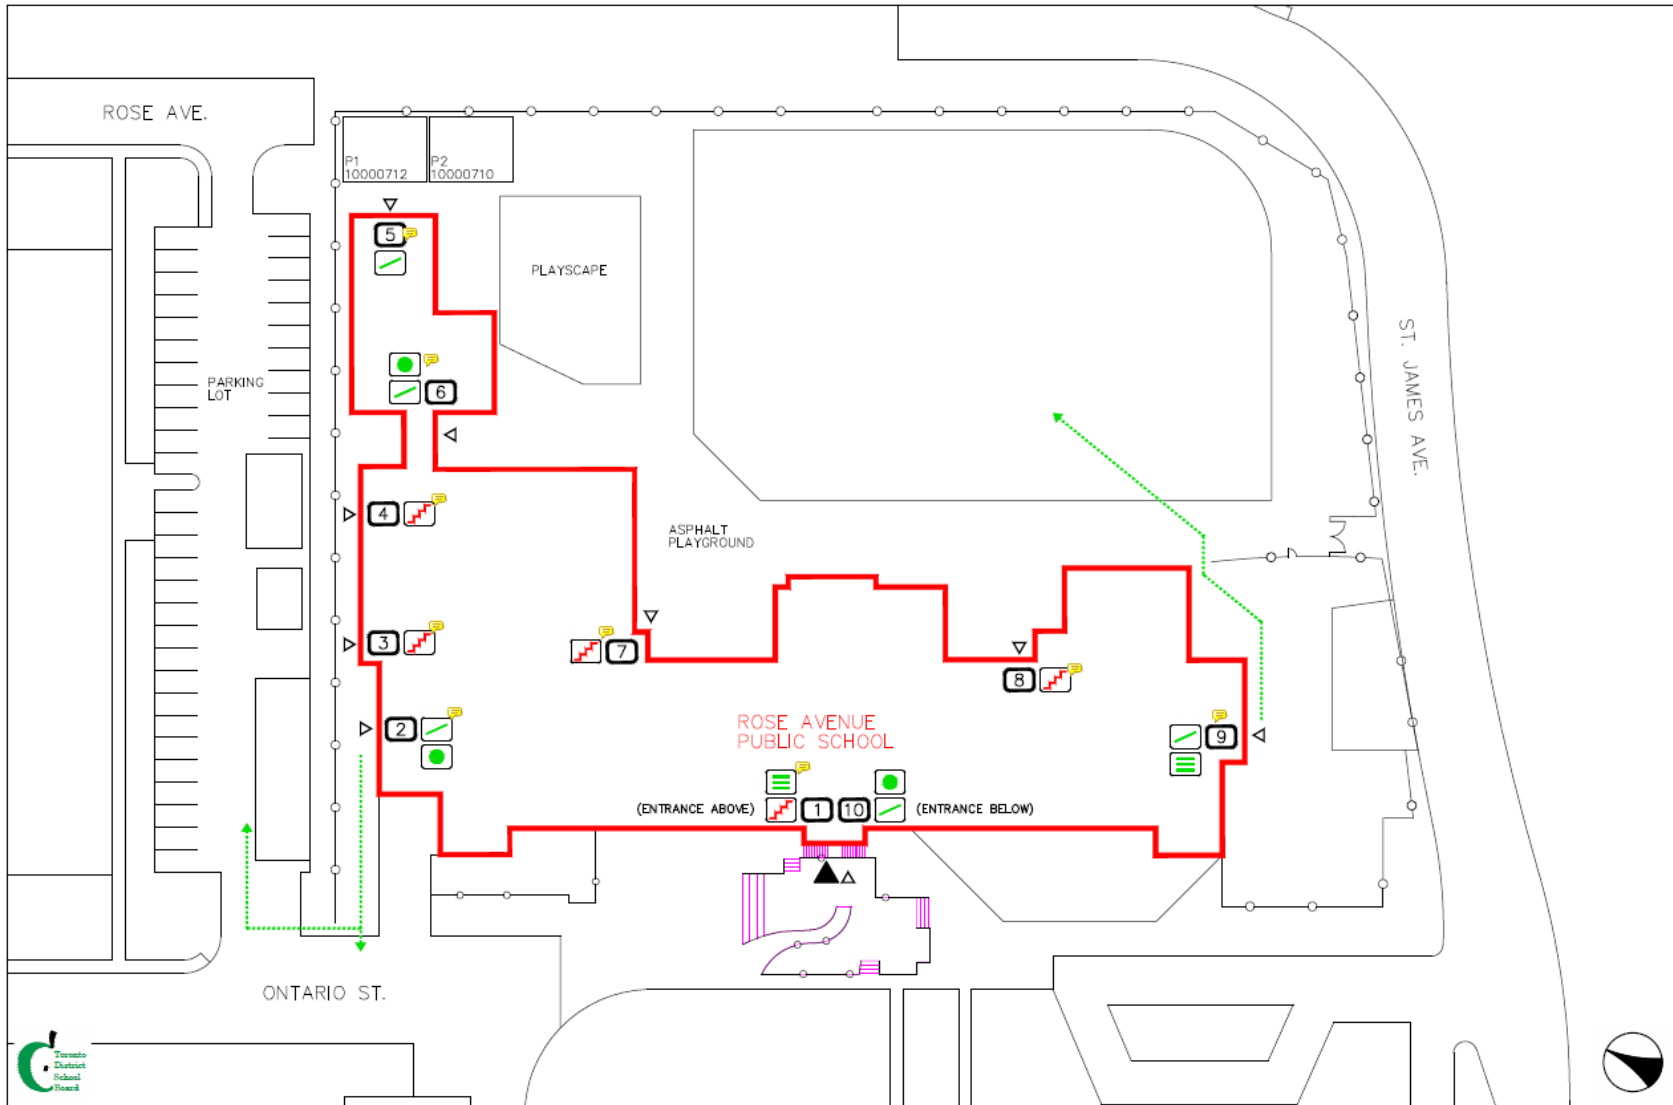 ROSE AVE.
P1
10000712
P2
10000710
5
PLAYSCAPE
ST. JAMES AVE.
PARKING
LOT
6
4
ASPHALT
PLAYGROUND
3
7
8
2
ROSE AVENUE
PUBLIC SCHOOL
9
(ENTRANCE ABOVE)
1
10
(ENTRANCE BELOW)
ONTARIO ST.
Toronto
District
School
Board